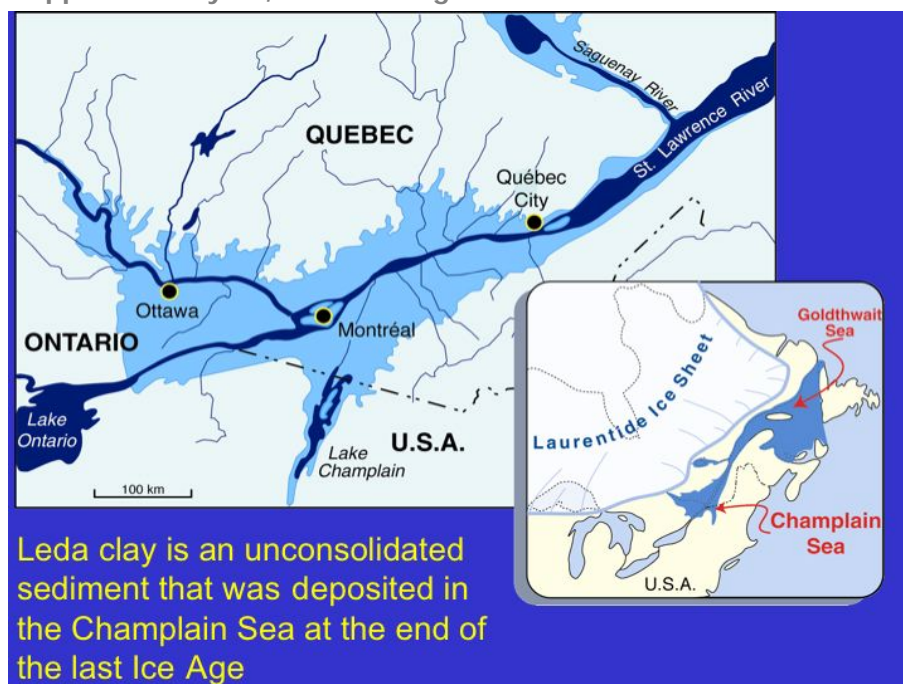 QUEBEC
Saguenay River
St. Lawrence River
Québec
City
Ottawa
Montréal
ONTARIO
Lake
Ontario
Lake
Champlain
U.S.A.
100 km
Goldthwait
Sea
Laurentide Ice Sheet
Champlain
Sea
U.S.A.
Leda clay is an unconsolidated
sediment that was deposited in
the Champlain Sea at the end of
the last Ice Age